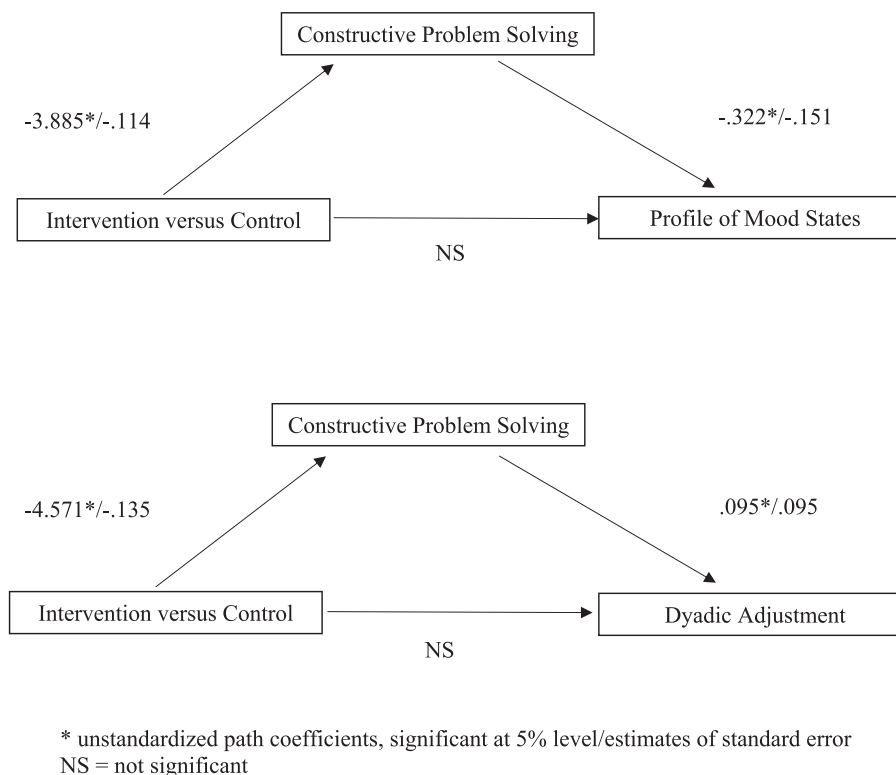 Constructive Problem Solving
-3.885*/-.114
-.322*/-.151
Intervention versus Control
Profile of Mood States
NS
Constructive Problem Solving
-4.571*/-.135
.095*/.095
Intervention versus Control
Dyadic Adjustment
NS
* unstandardized path coefficients, significant at 5% level/estimates of standard error
NS = not significant